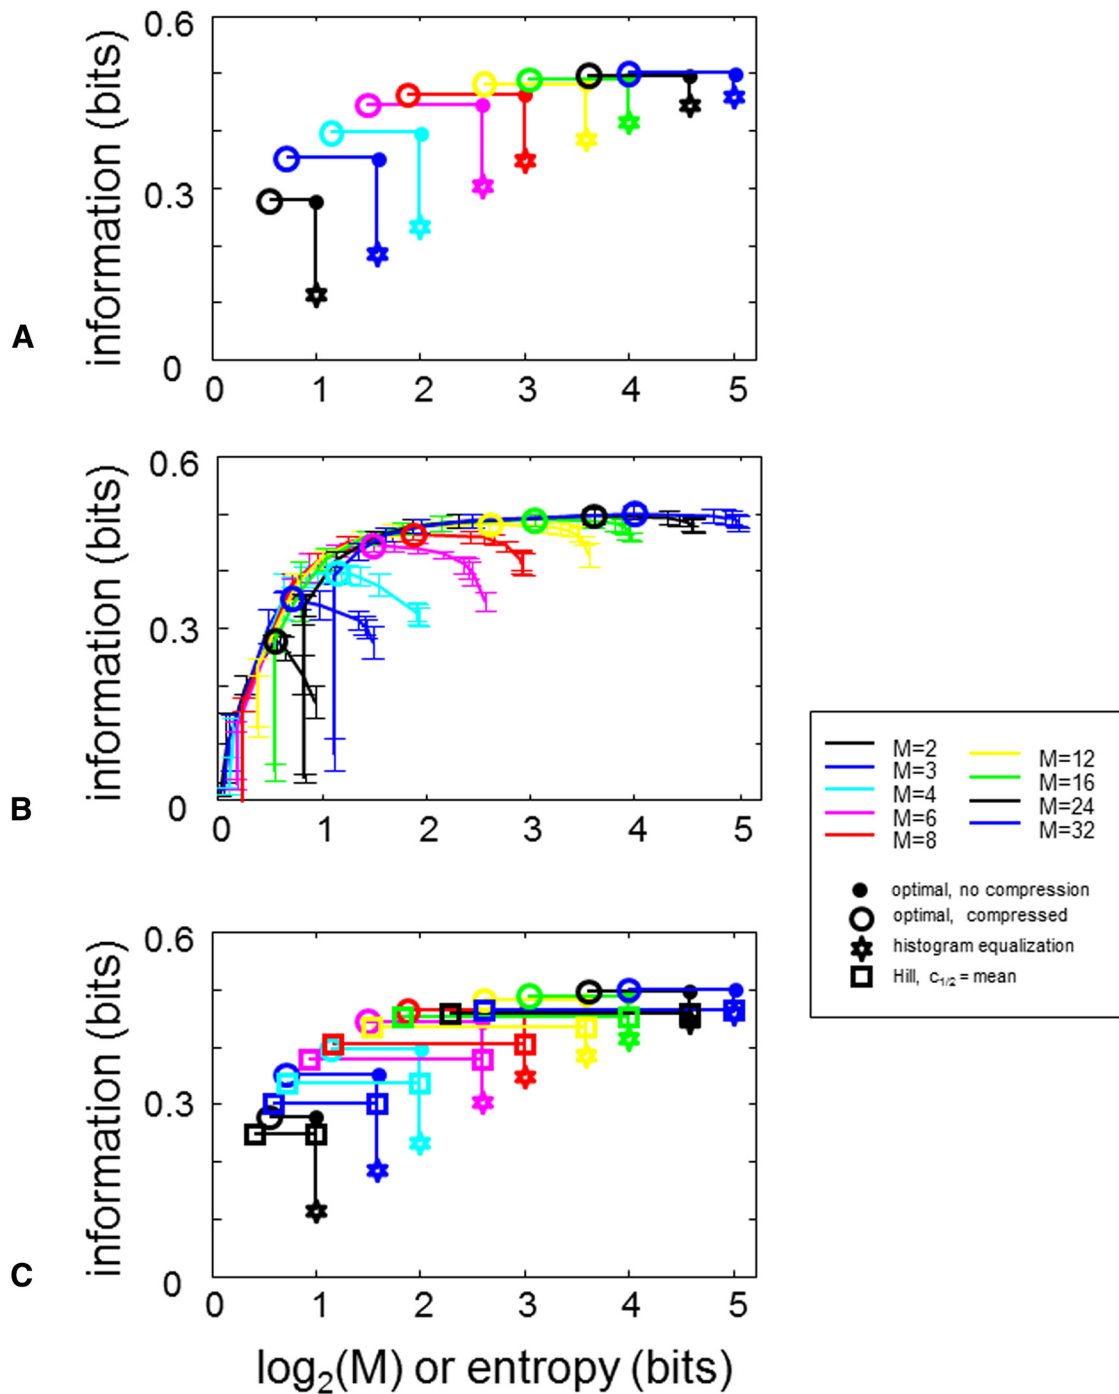 0.6
0.3
0
information (bits)
A
0 1 2 3 4 5
0.6
0.3
0
information (bits)
B
0 1 2 3 4 5
M=2
M=3
M=4
M=6
M=8
M=12
M=16
M=24
M=32
optimal, no compression
optimal, compressed
histogram equalization
Hill, c1/2 = mean
0.6
0.3
0
information (bits)
C
0 1 2 3 4 5
log2(M) or entropy (bits)